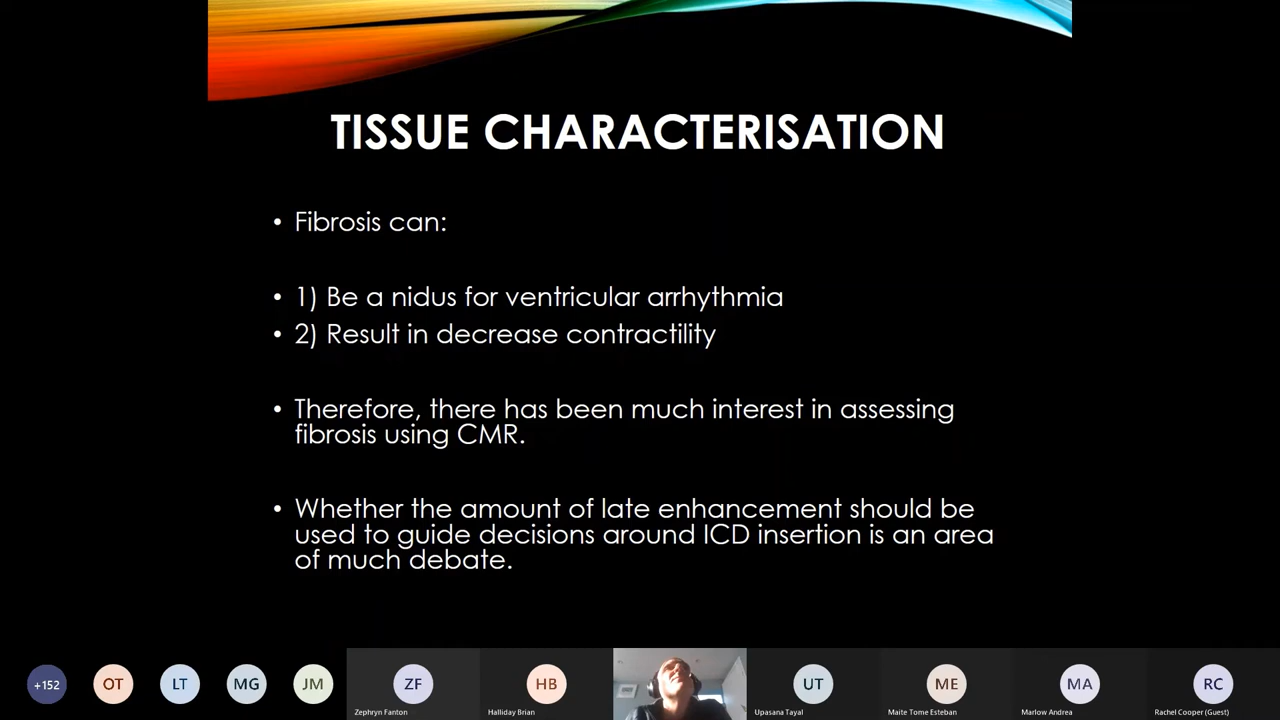 TISSUE CHARACTERISATION
• Fibrosis can:
• 1) Be a nidus for ventricular arrhythmia
• 2) Result in decrease contractility
• Therefore, there has been much interest in assessing
fibrosis using CMR.
• Whether the amount of late enhancement should be
used to guide decisions around ICD insertion is an area
of much debate.
+152
OT
LT
MG
JM
ZF
HB
UT
ME
MA
RC
Zephryn Fanton
Halliday Brian
Upasana Tayal
Maite Tome Esteban
Marlow Andrea
Rachel Cooper (Guest)